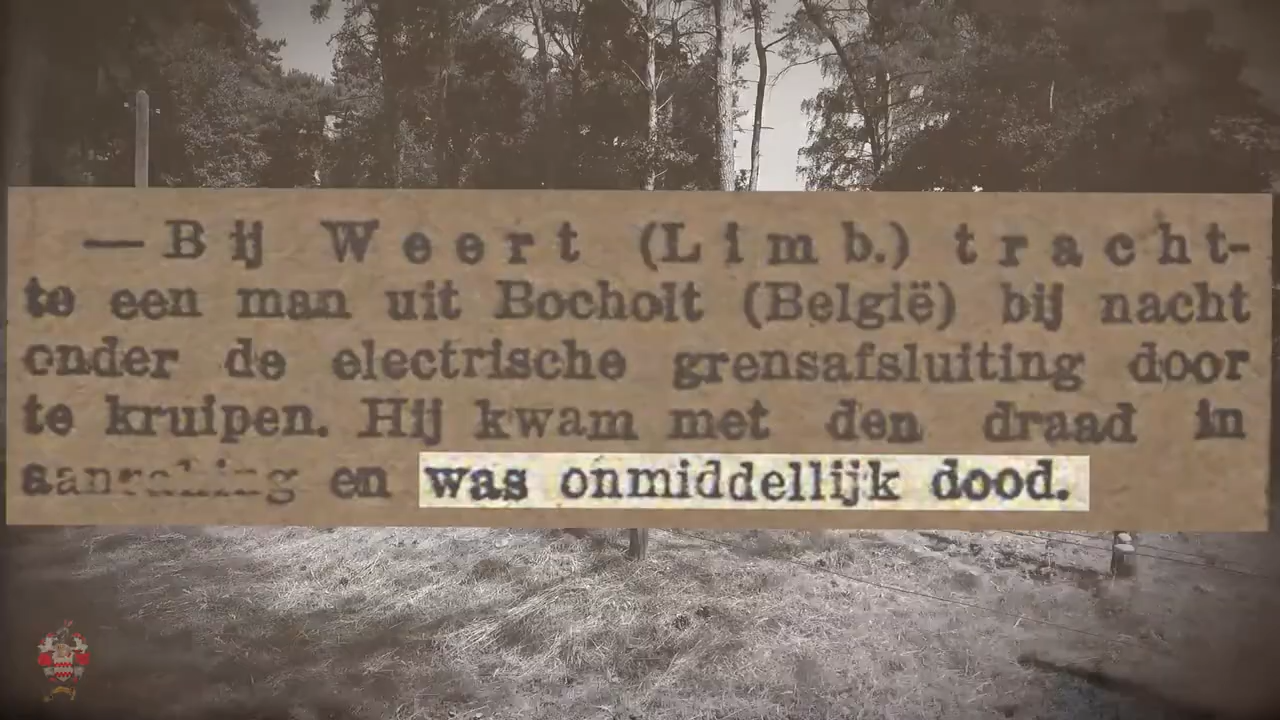 — Bij Weert (Limb.) tracht-
te een man uit Bocholt (België) bij nacht
onder de electrische grensafsluiting door
te kruipen. Hij kwam met den draad in
aanraking en was onmiddellijk dood.